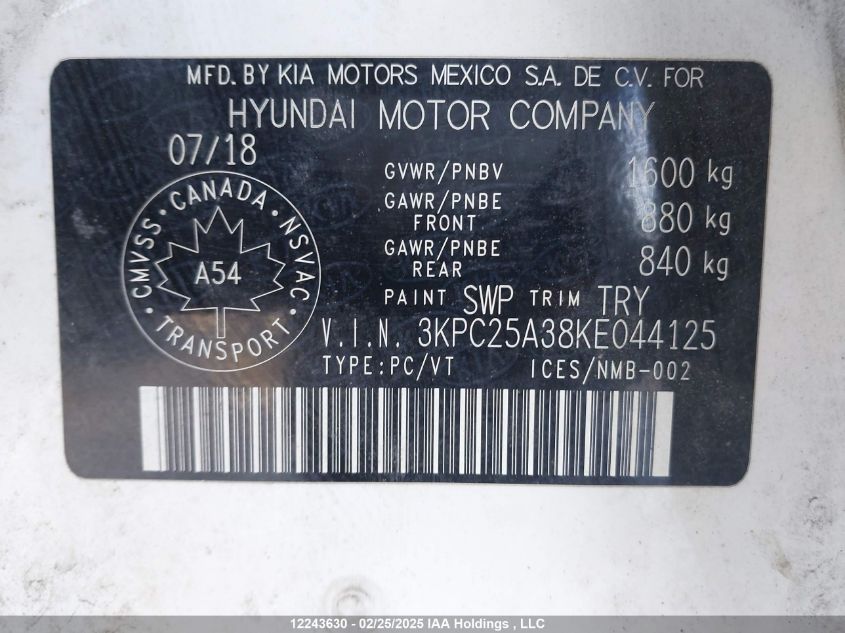 MFD. BY KIA MOTORS MEXICO S.A. DE C.V. FOR
HYUNDAI MOTOR COMPANY
07/18
GVWR/PNBV 1600 kg
GAWR/PNBE FRONT 880 kg
GAWR/PNBE REAR 840 kg
PAINT SWP TRIM TRY
CMVSS · CANADA · NSVAC · TRANSPORT ·
A54
V.I.N. 3KPC25A38KE044125
TYPE:PC/VT ICES/NMB-002
12243630 - 02/25/2025 IAA Holdings , LLC